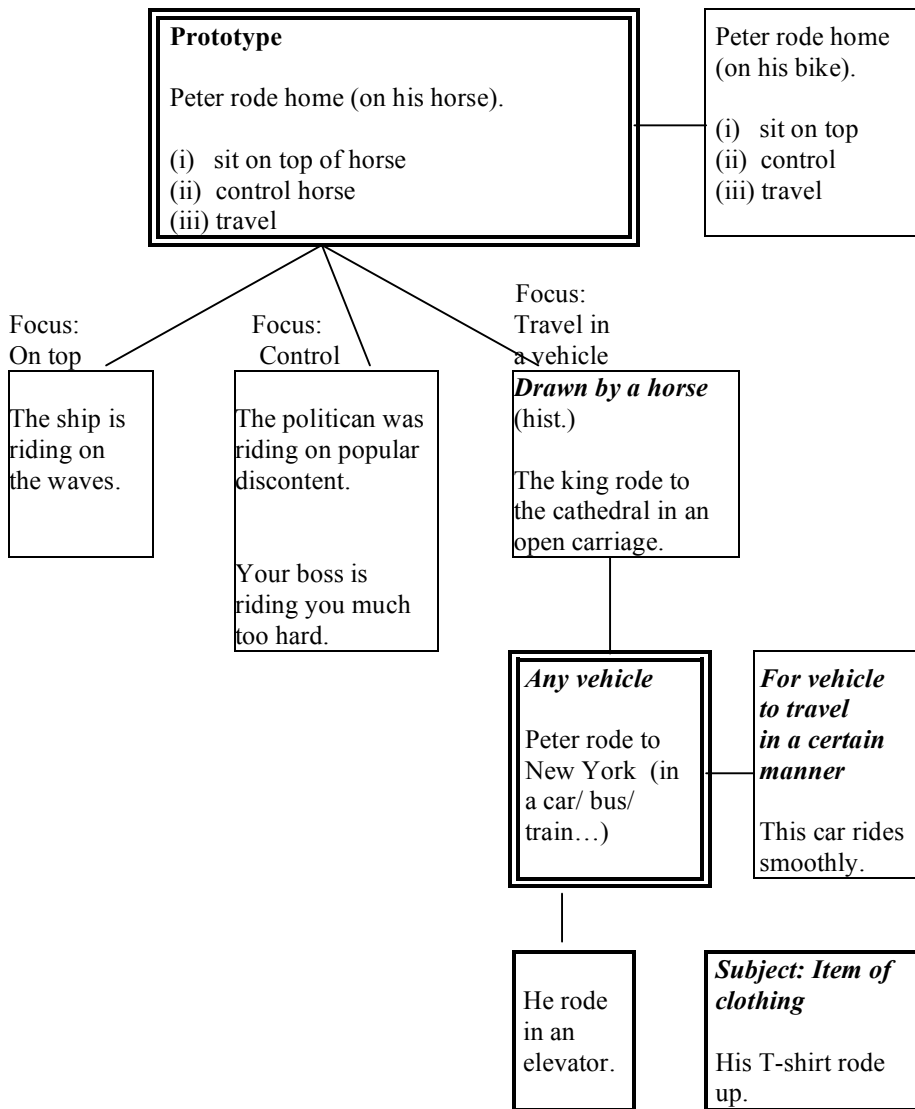 Prototype
Peter rode home (on his horse).
(i) sit on top of horse
(ii) control horse
(iii) travel
Peter rode home
(on his bike).
(i) sit on top
(ii) control
(iii) travel
Focus:
On top
The ship is
riding on
the waves.
Focus:
Control
The politican was
riding on popular
discontent.
Your boss is
riding you much
too hard.
Focus:
Travel in
a vehicle
Drawn by a horse
(hist.)
The king rode to
the cathedral in an
open carriage.
Any vehicle
Peter rode to
New York (in
a car/ bus/
train…)
For vehicle
to travel
in a certain
manner
This car rides
smoothly.
He rode
in an
elevator.
Subject: Item of
clothing
His T-shirt rode
up.